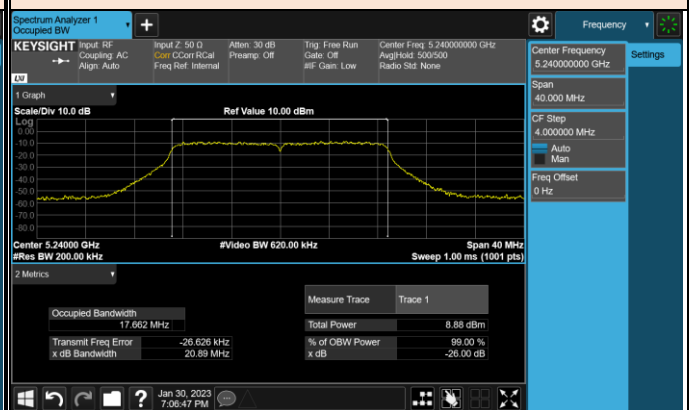 Spectrum Analyzer 1
Occupied BW
+
Frequency
KEYSIGHT
Input: RF
Coupling: AC
Align: Auto
Input Z: 50 Ω
Corr CCorr RCal
Freq Ref: Internal
Atten: 30 dB
Preamp: Off
Trig: Free Run
Gate: Off
#IF Gain: Low
Center Freq: 5.240000000 GHz
Avg|Hold: 500/500
Radio Std: None
LXI
Center Frequency
5.240000000 GHz
Settings
Span
40.000 MHz
CF Step
4.000000 MHz
Auto
Man
Freq Offset
0 Hz
1 Graph
Scale/Div 10.0 dB
Ref Value 10.00 dBm
Log
0.00
-10.0
-20.0
-30.0
-40.0
-50.0
-60.0
-70.0
-80.0
Center 5.24000 GHz
#Video BW 620.00 kHz
Span 40 MHz
#Res BW 200.00 kHz
Sweep 1.00 ms (1001 pts)
2 Metrics
Measure Trace
Trace 1
Occupied Bandwidth
17.662 MHz
Total Power
8.88 dBm
Transmit Freq Error
-26.626 kHz
% of OBW Power
99.00 %
x dB Bandwidth
20.89 MHz
x dB
-26.00 dB
?
Jan 30, 2023
7:06:47 PM